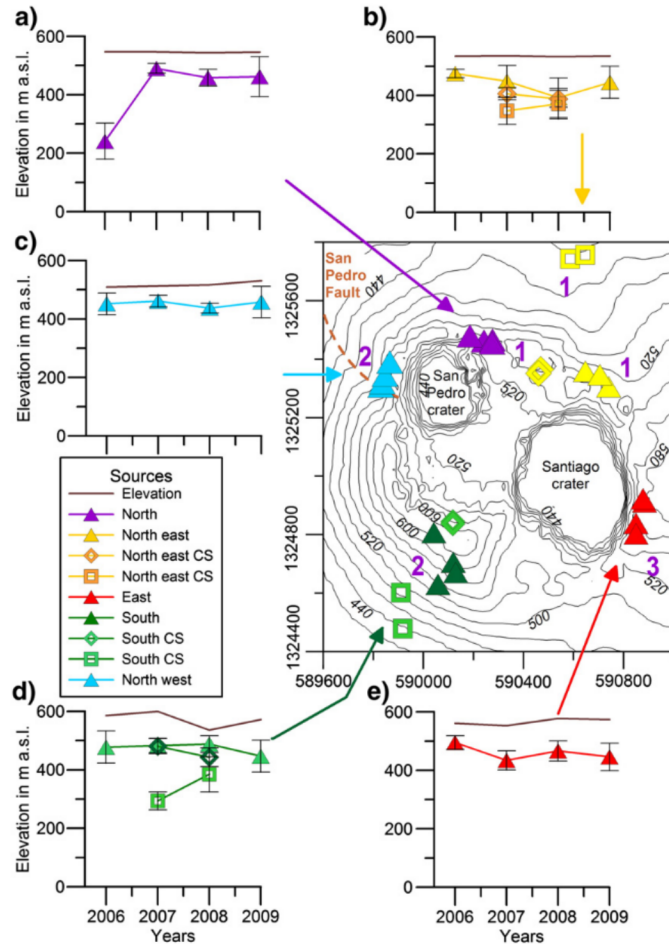 a)
b)
600
400
200
0
Elevation in m a.s.l.
600
400
200
0
c)
600
400
200
0
Elevation in m a.s.l.
San
Pedro
Fault
1325600
1325200
1324800
1324400
440
1
1
1
2
2
3
440
San
Pedro
crater
520
520
580
Santiago
crater
440
600
600
520
440
500
520
589600
590000
590400
590800
Sources
Elevation
North
North east
North east CS
North east CS
East
South
South CS
South CS
North west
d)
e)
600
400
200
0
Elevation in m a.s.l.
600
400
200
0
2006
2007
2008
2009
Years
2006
2007
2008
2009
Years